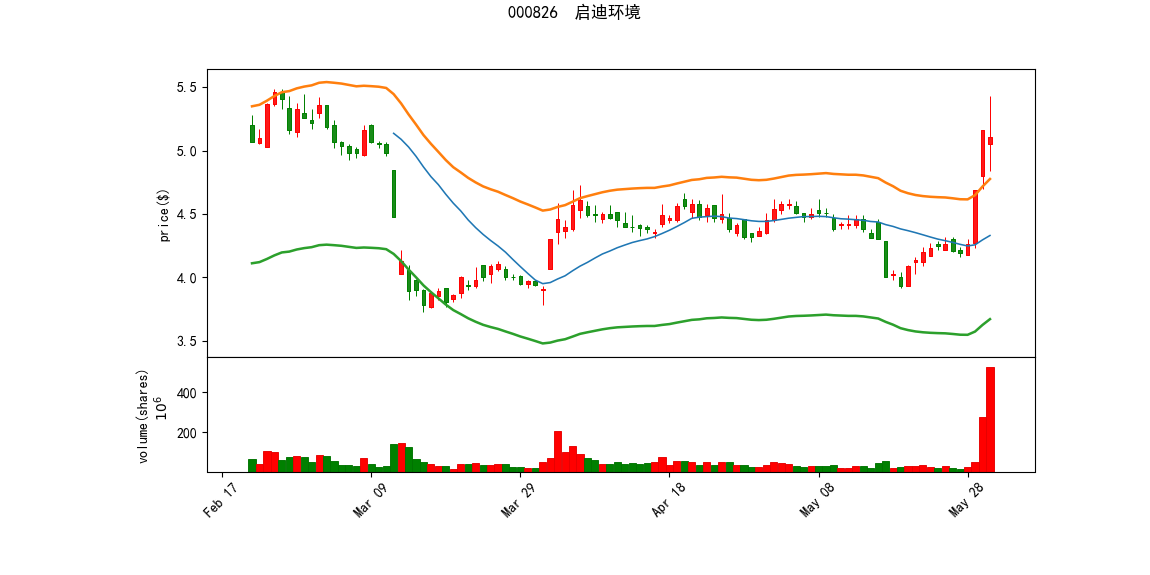 000826 启迪环境
price($)
5.5
5.0
4.5
4.0
3.5
volume(shares)
10^6
400
200
Feb 17
Mar 09
Mar 29
Apr 18
May 08
May 28